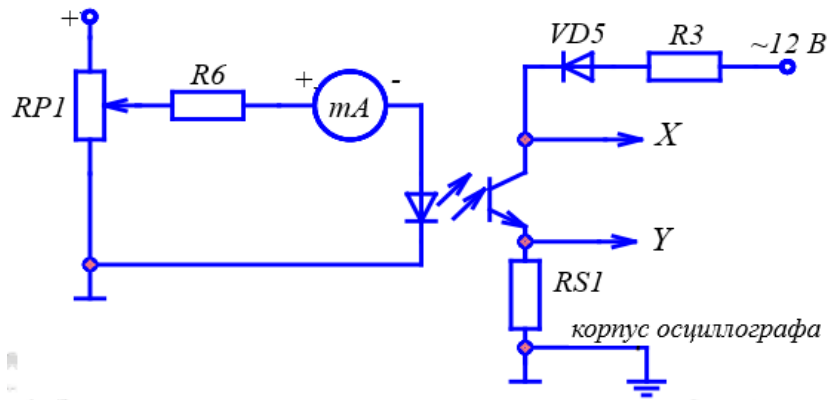 +
RP1
R6
+
mA
-
VD5
R3
~12 В
X
Y
RS1
корпус осциллографа